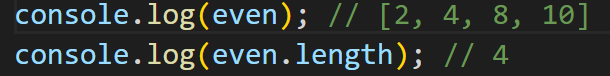 console.log(even); // [2, 4, 8, 10]
console.log(even.length); // 4